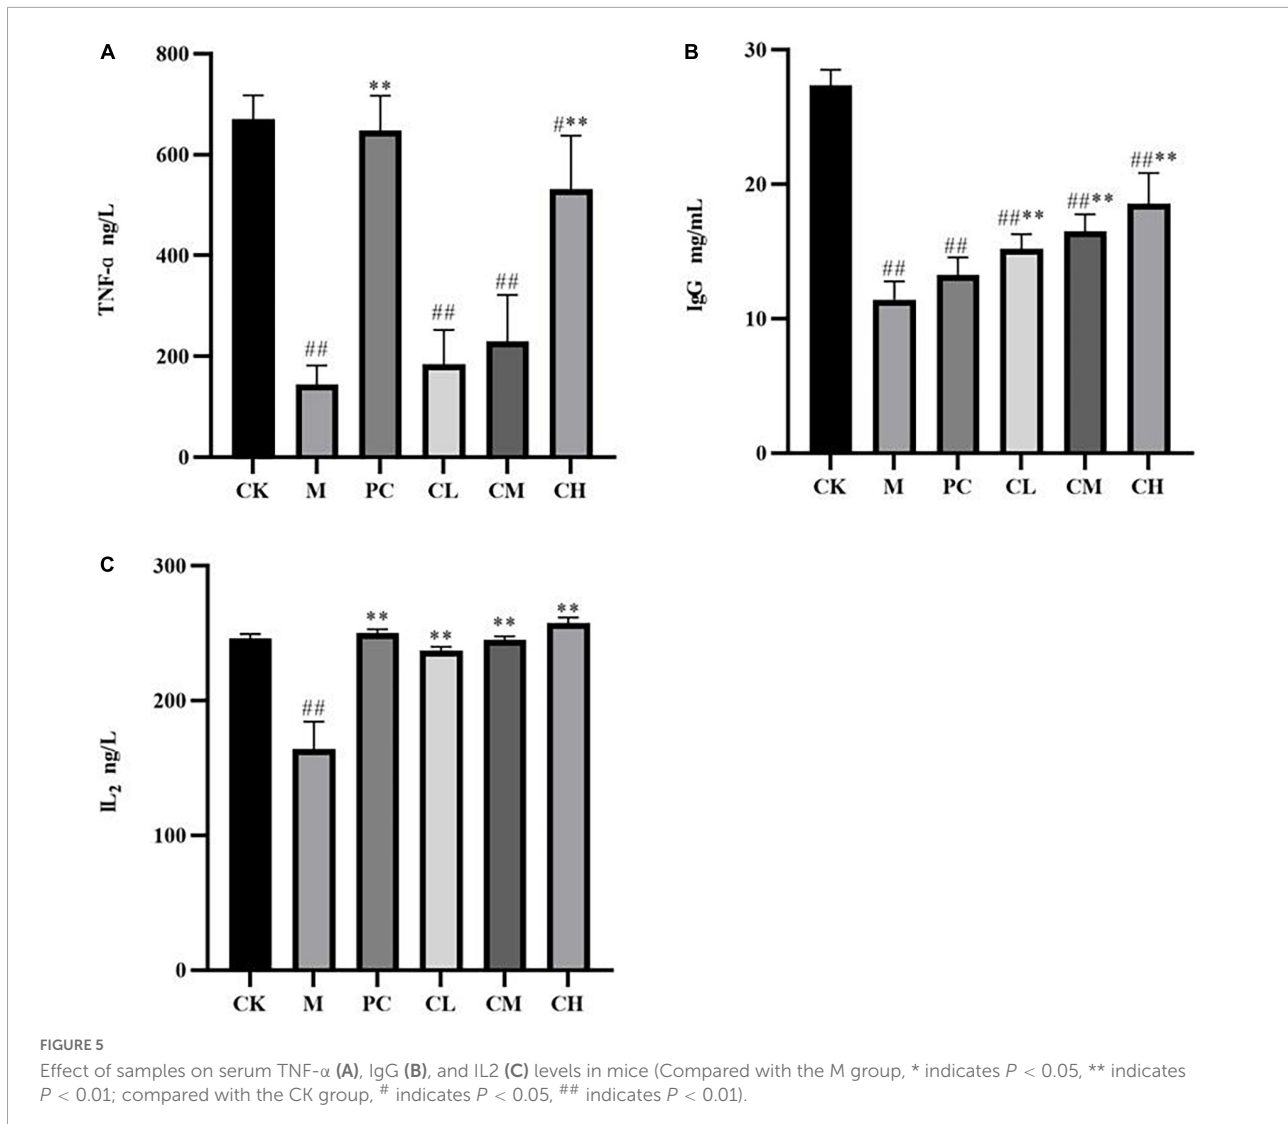 A
800
600
400
200
0
TNF-α ng/L
##
**
##
##
#**
CK M PC CL CM CH
B
30
20
10
0
IgG mg/mL
##
##
##**
##**
##**
CK M PC CL CM CH
C
300
200
100
0
IL2 ng/L
##
**
**
**
**
CK M PC CL CM CH
FIGURE 5
Effect of samples on serum TNF-α (A), IgG (B), and IL2 (C) levels in mice (Compared with the M group, * indicates P < 0.05, ** indicates
P < 0.01; compared with the CK group, # indicates P < 0.05, ## indicates P < 0.01).